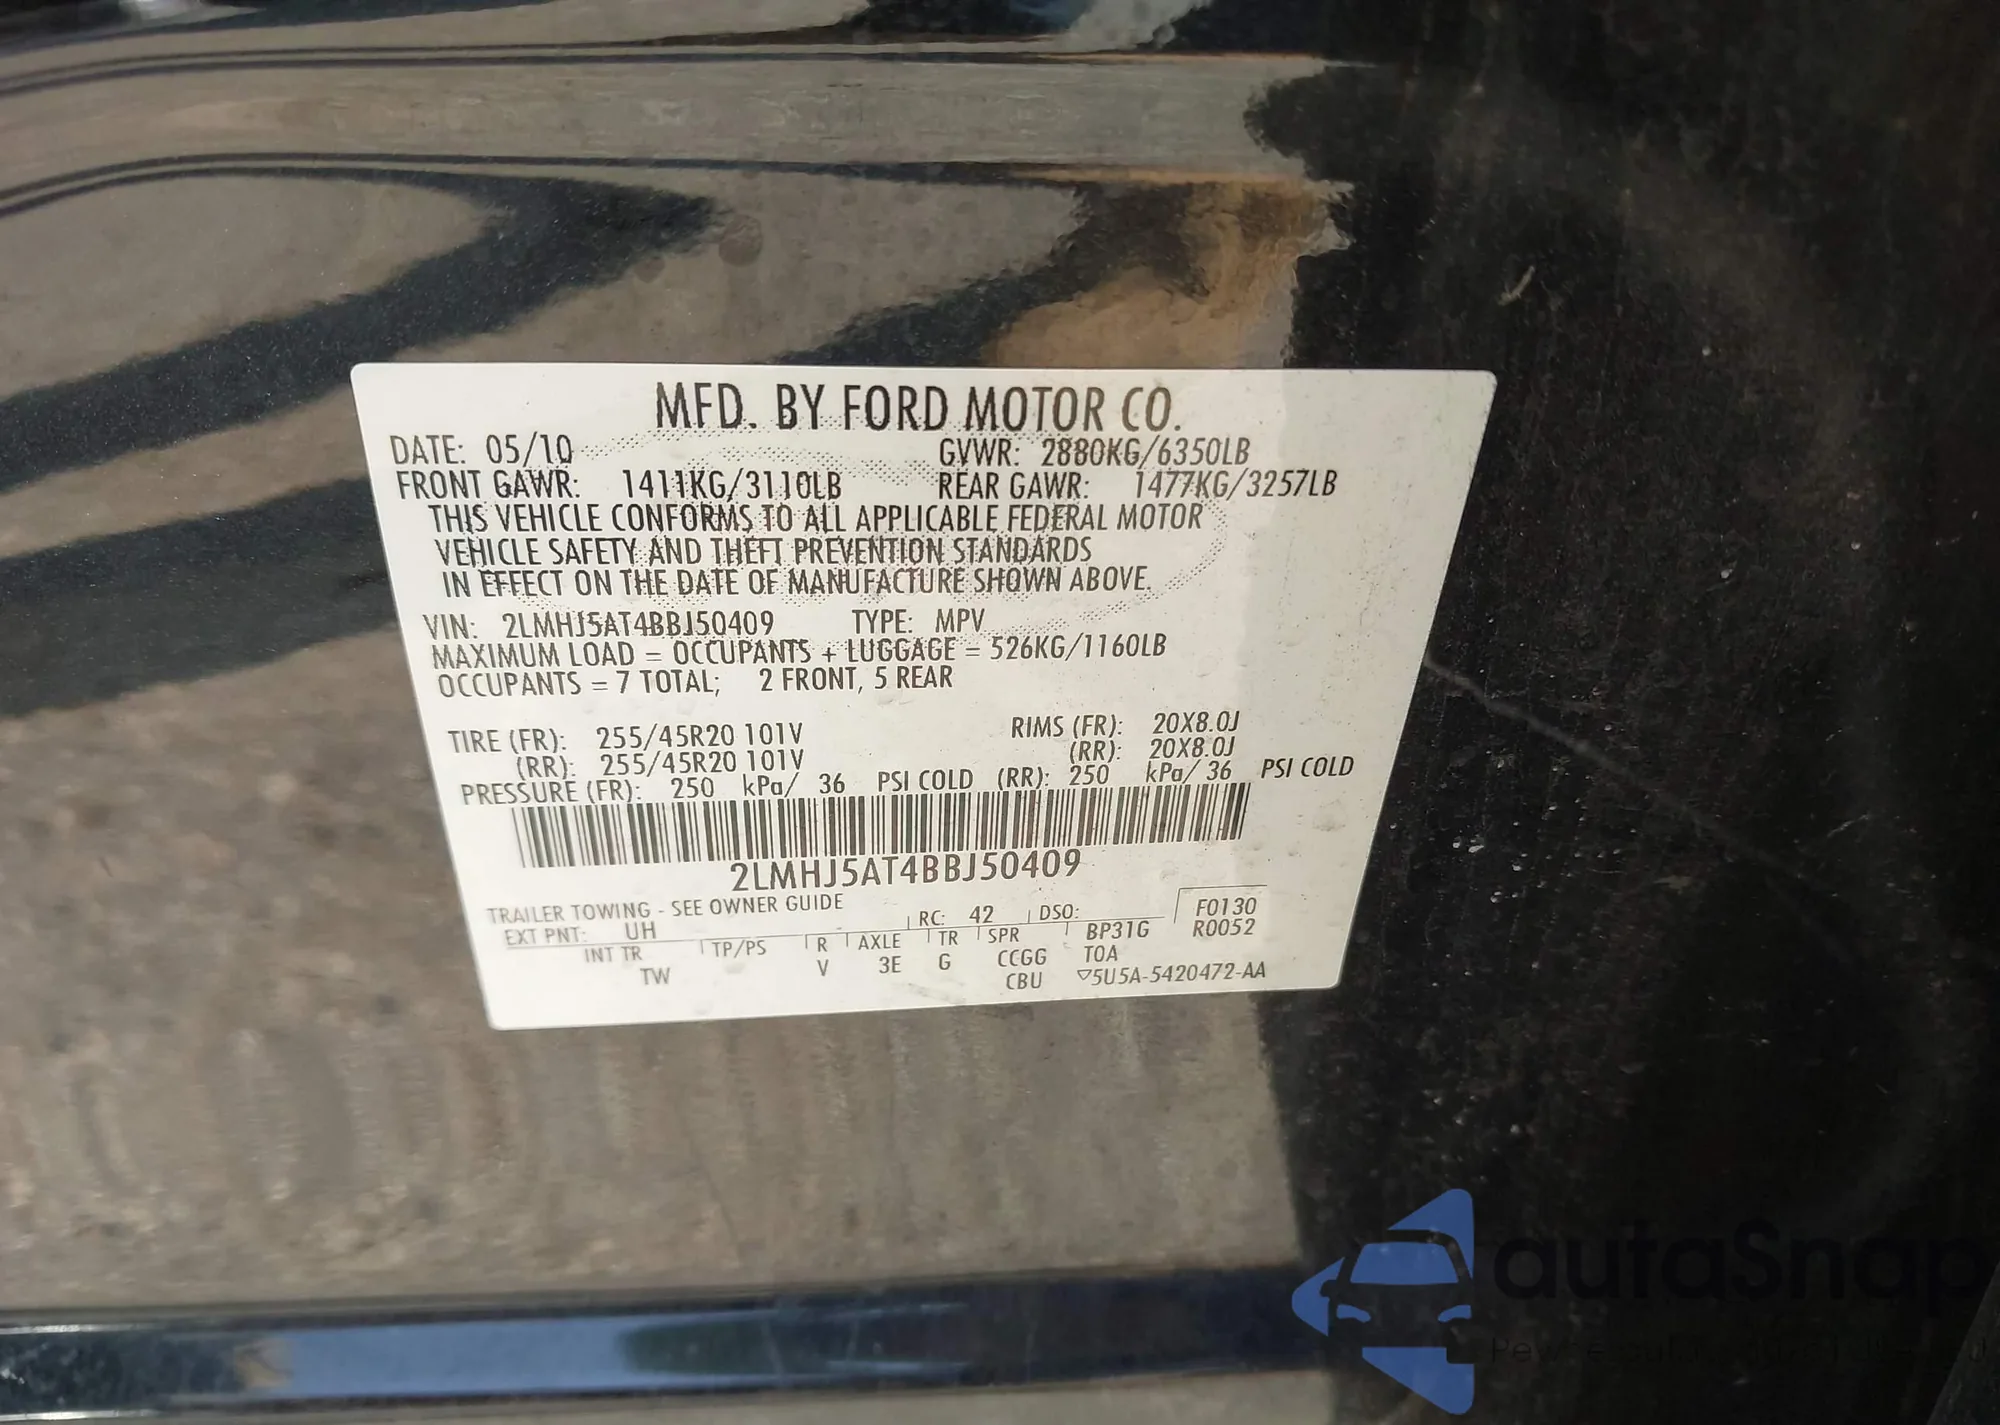 MFD. BY FORD MOTOR CO.
DATE: 05/10 GVWR: 2880KG/6350LB
FRONT GAWR: 1411KG/3110LB REAR GAWR: 1477KG/3257LB
THIS VEHICLE CONFORMS TO ALL APPLICABLE FEDERAL MOTOR
VEHICLE SAFETY AND THEFT PREVENTION STANDARDS
IN EFFECT ON THE DATE OF MANUFACTURE SHOWN ABOVE.
VIN: 2LMHJ5AT4BBJ50409 TYPE: MPV
MAXIMUM LOAD = OCCUPANTS + LUGGAGE = 526KG/1160LB
OCCUPANTS = 7 TOTAL; 2 FRONT, 5 REAR
TIRE (FR): 255/45R20 101V RIMS (FR): 20X8.0J
(RR): 255/45R20 101V (RR): 20X8.0J
PRESSURE (FR): 250 kPa/ 36 PSI COLD (RR): 250 kPa/ 36 PSI COLD
2LMHJ5AT4BBJ50409
TRAILER TOWING - SEE OWNER GUIDE
EXT PNT: UH RC: 42 DSO: F0130
R0052
INT TR TP/PS R AXLE TR SPR BP31G
TW V 3E G CCGG TOA
CBU ▽5U5A-5420472-AA
autaSnap